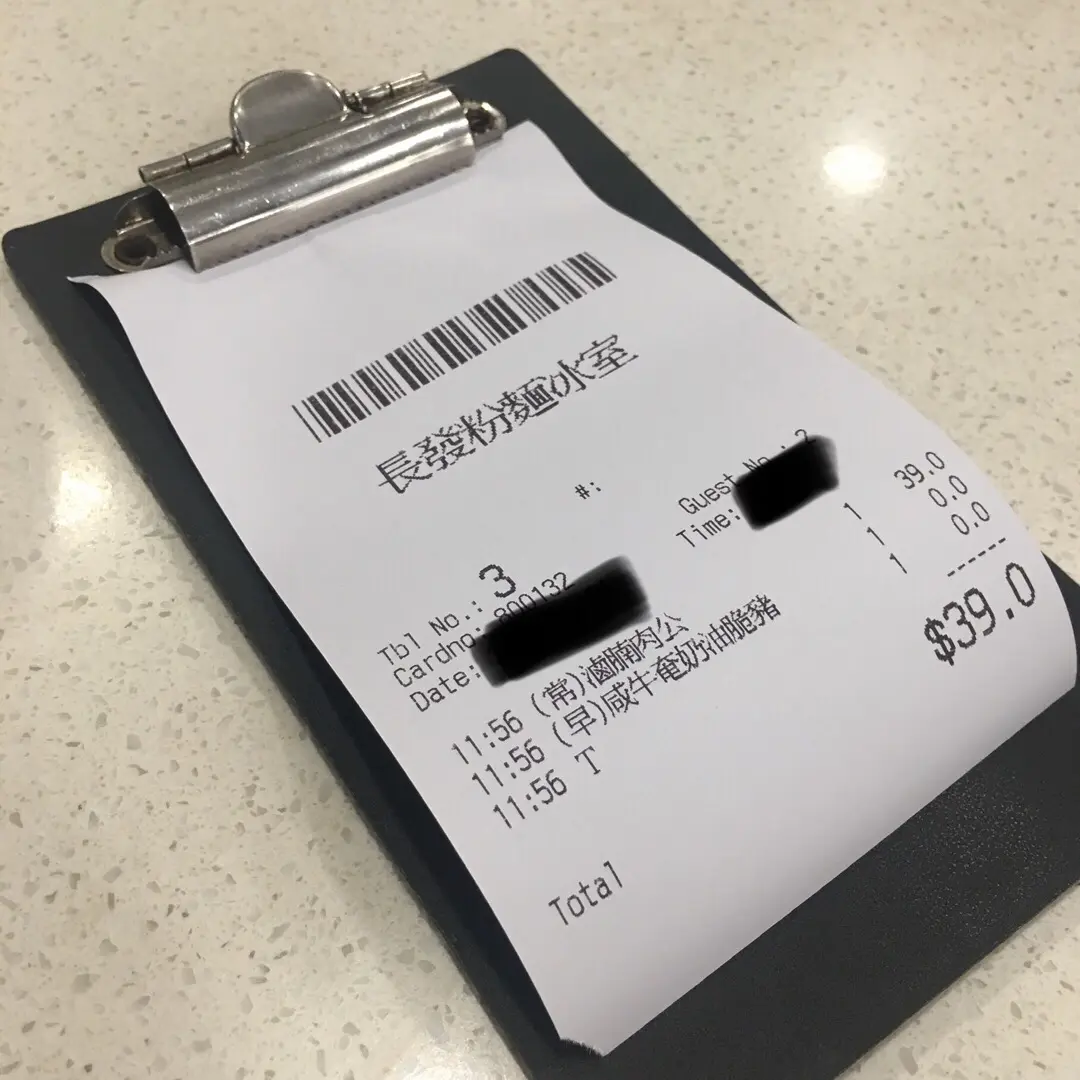 長發粉麵冰室
#:
Tbl No.: 3 Guest No.: 2
Cardno: 800132 Time:
Date:
11:56 (常)滷腩肉公 1 39.0
11:56 (早)咸牛奄奶油脆豬 1 0.0
11:56 T 1 0.0
Total $39.0